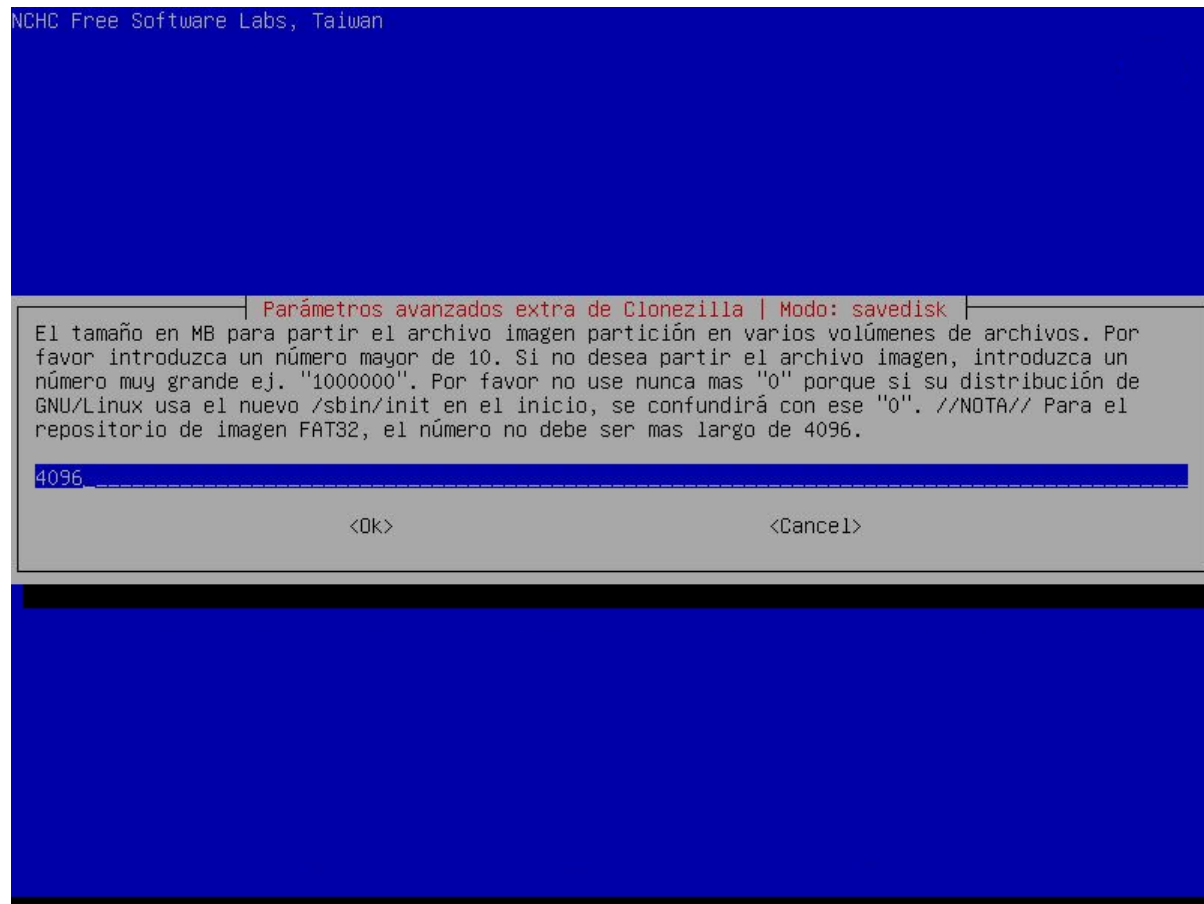 NCHC Free Software Labs, Taiwan
Parámetros avanzados extra de Clonezilla | Modo: savedisk
El tamaño en MB para partir el archivo imagen partición en varios volúmenes de archivos. Por
favor introduzca un número mayor de 10. Si no desea partir el archivo imagen, introduzca un
número muy grande ej. "1000000". Por favor no use nunca mas "0" porque si su distribución de
GNU/Linux usa el nuevo /sbin/init en el inicio, se confundirá con ese "0". //NOTA// Para el
repositorio de imagen FAT32, el número no debe ser mas largo de 4096.
4096
<Ok> <Cancel>